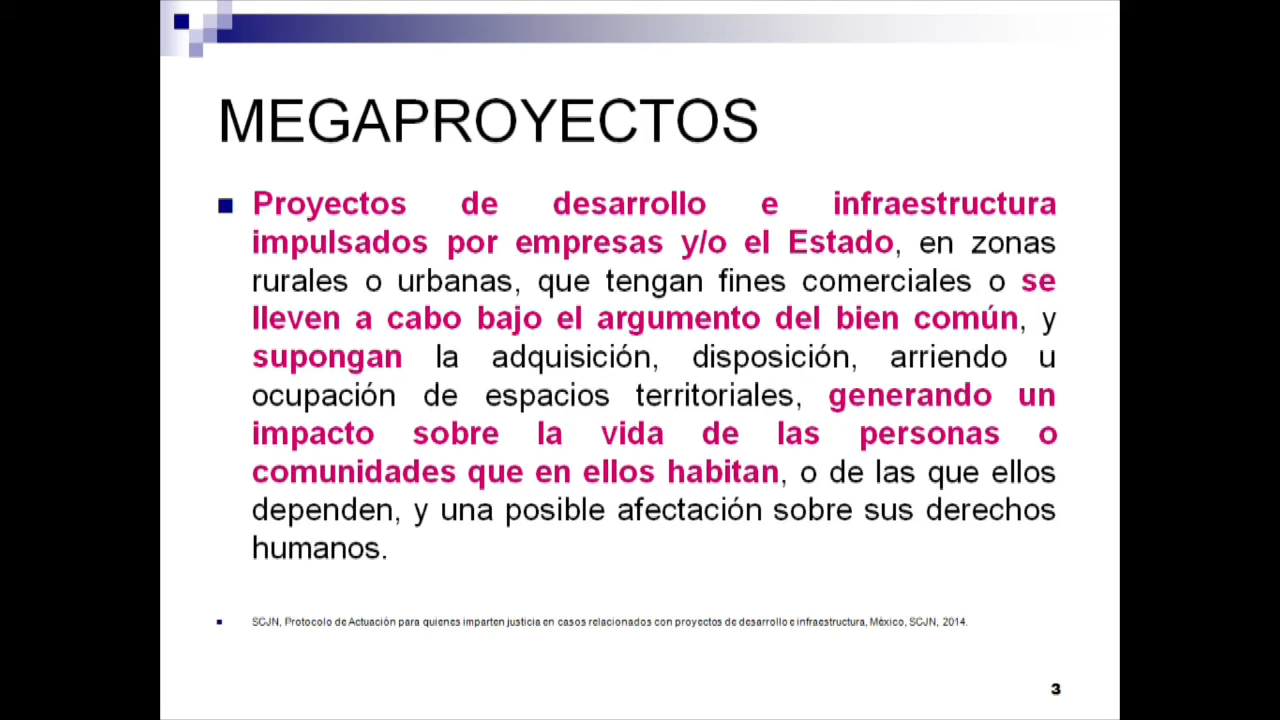 MEGAPROYECTOS
Proyectos de desarrollo e infraestructura
impulsados por empresas y/o el Estado, en zonas
rurales o urbanas, que tengan fines comerciales o se
lleven a cabo bajo el argumento del bien común, y
supongan la adquisición, disposición, arriendo u
ocupación de espacios territoriales, generando un
impacto sobre la vida de las personas o
comunidades que en ellos habitan, o de las que ellos
dependen, y una posible afectación sobre sus derechos
humanos.
SCJN, Protocolo de Actuación para quienes imparten justicia en casos relacionados con proyectos de desarrollo e infraestructura, México, SCJN, 2014.
3